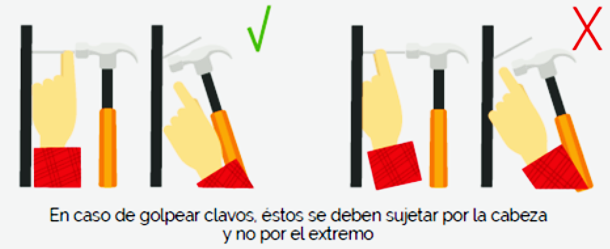 En caso de golpear clavos, éstos se deben sujetar por la cabeza
y no por el extremo